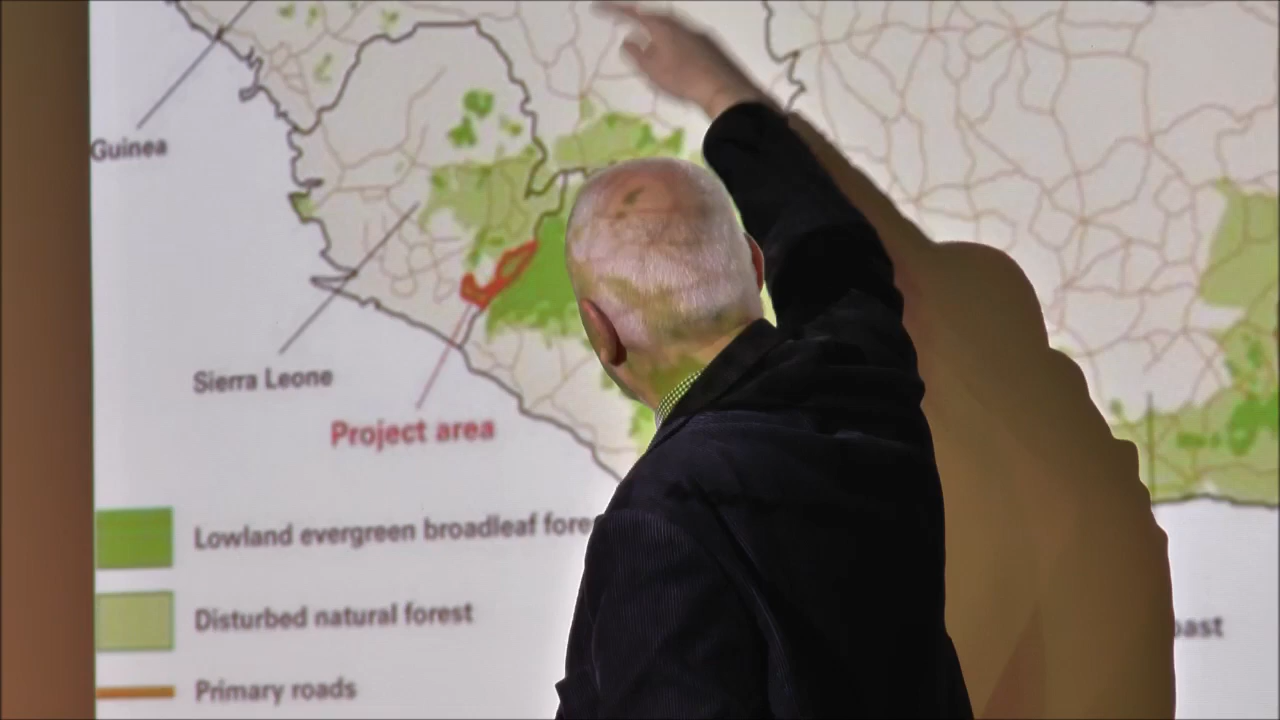 Guinea
Sierra Leone
Project area
Lowland evergreen broadleaf fore
Disturbed natural forest
Primary roads
oast